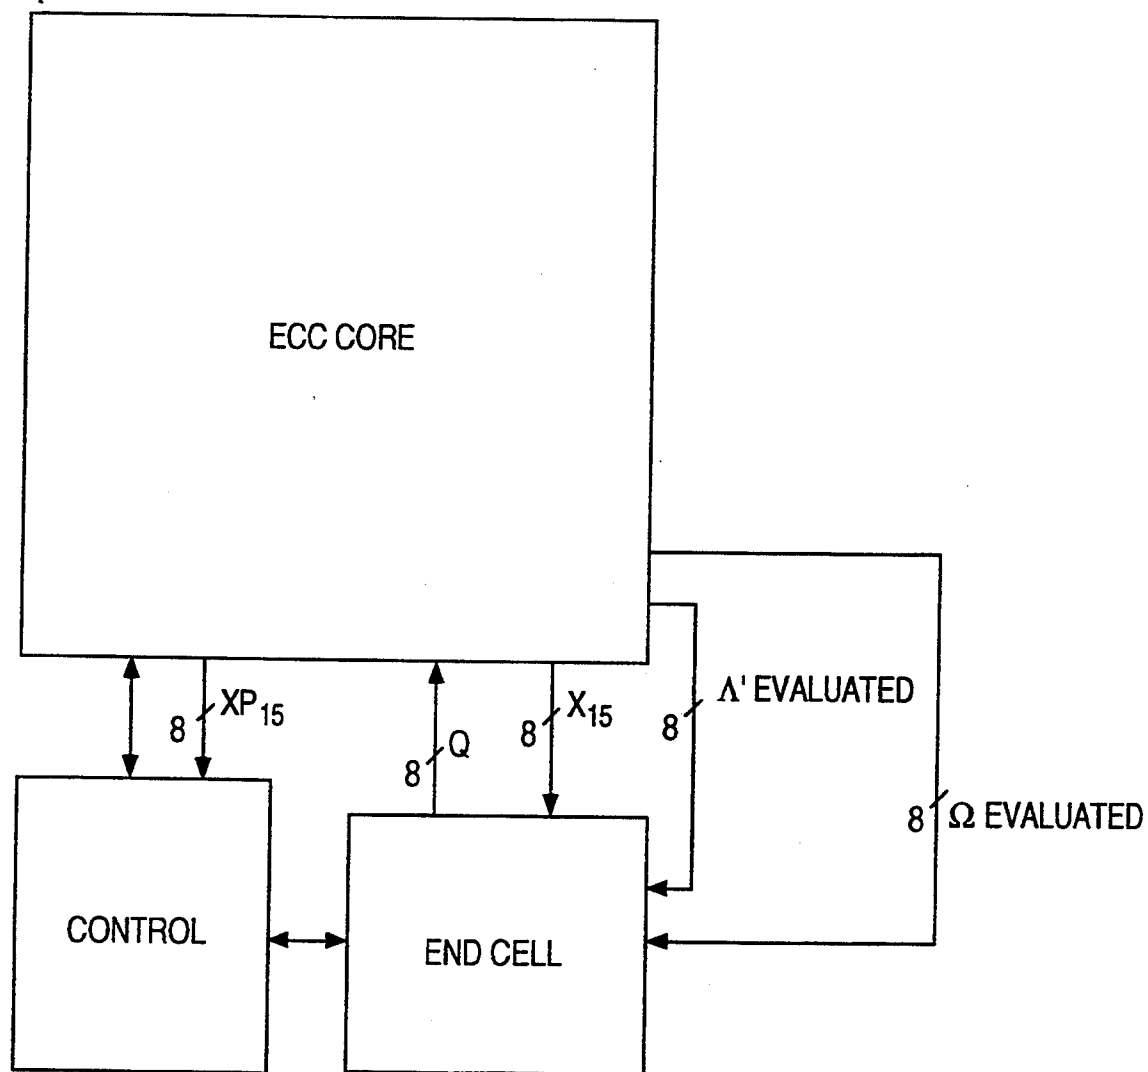 ECC CORE
XP15
8
Q
8
X15
8
Λ' EVALUATED
8
Ω EVALUATED
8
CONTROL
END CELL